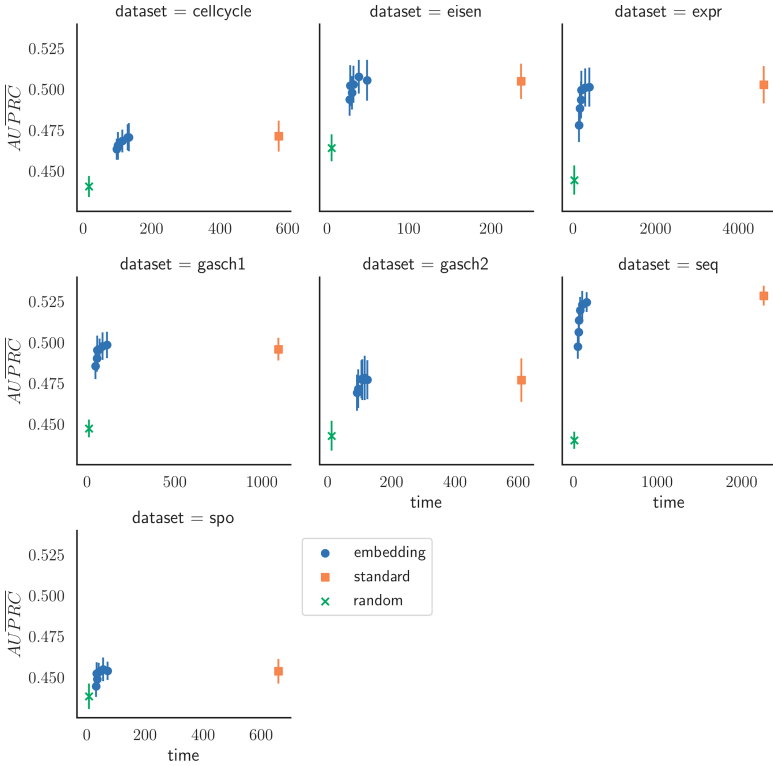 dataset = cellcycle
dataset = eisen
dataset = expr
0.525
0.500
0.475
0.450
AUPRC
0 200 400 600
0 100 200
0 2000 4000
dataset = gasch1
dataset = gasch2
dataset = seq
0.525
0.500
0.475
0.450
AUPRC
0 500 1000
0 200 400 600
0 1000 2000
time
time
dataset = spo
0.525
0.500
0.475
0.450
AUPRC
0 200 400 600
time
embedding
standard
random